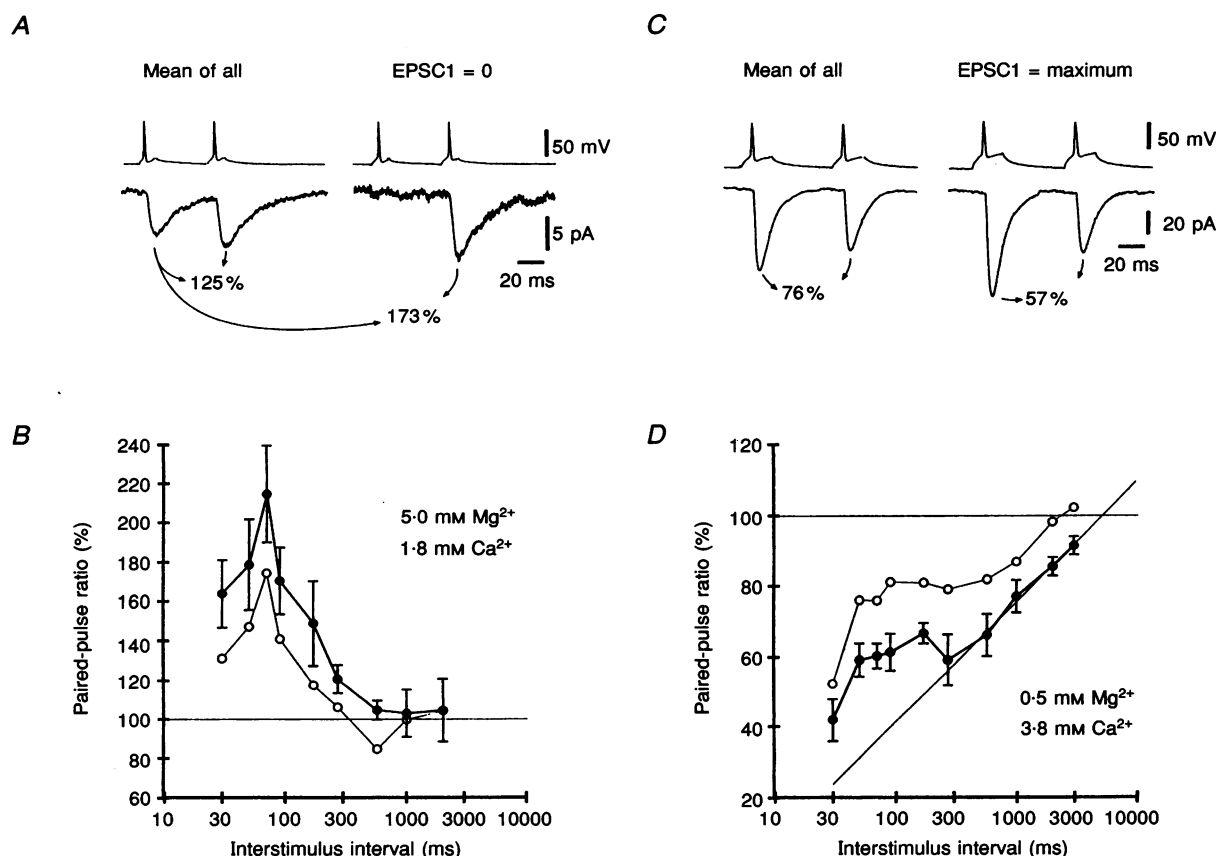 A
Mean of all
EPSC1 = 0
50 mV
5 pA
20 ms
125%
173%
C
Mean of all
EPSC1 = maximum
50 mV
20 pA
20 ms
76%
57%
B
Paired-pulse ratio (%)
240
220
200
180
160
140
120
100
80
60
5·0 mM Mg²⁺
1·8 mM Ca²⁺
10 30 100 300 1000 3000 10000
Interstimulus interval (ms)
D
Paired-pulse ratio (%)
120
100
80
60
40
20
0·5 mM Mg²⁺
3·8 mM Ca²⁺
10 30 100 300 1000 3000 10000
Interstimulus interval (ms)